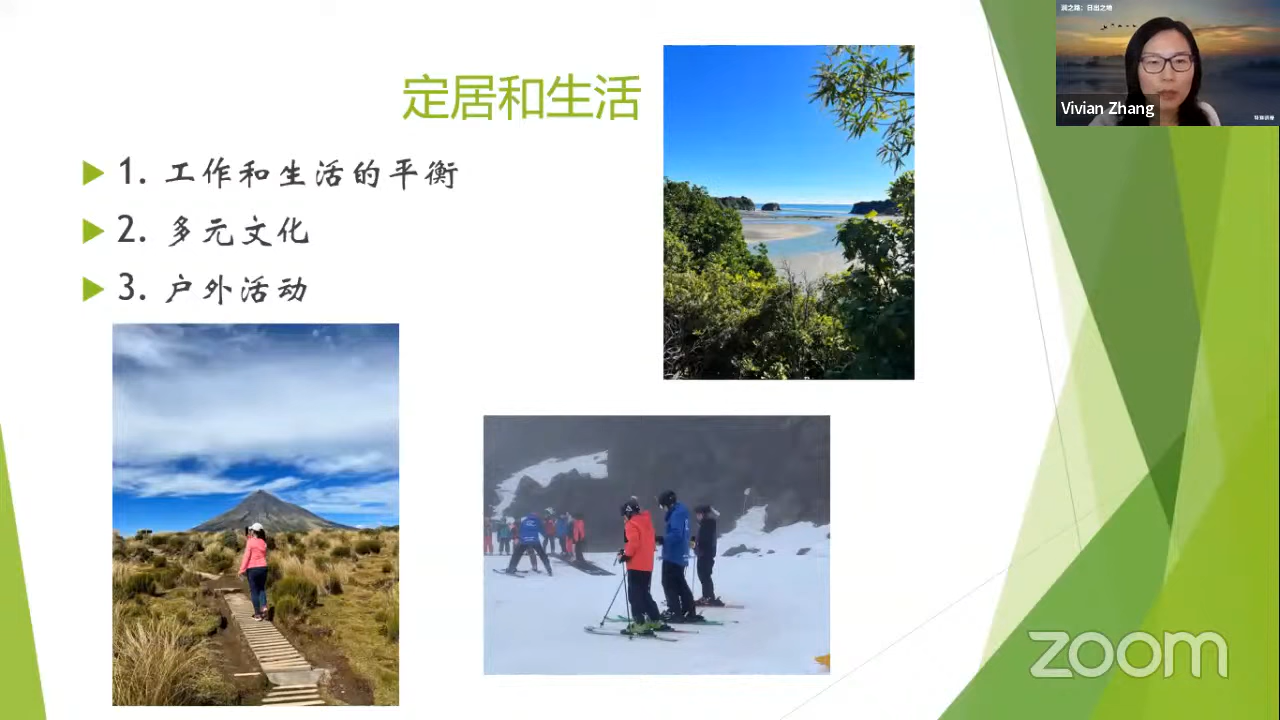 定居和生活
1. 工作和生活的平衡
2. 多元文化
3. 户外活动
Vivian Zhang
zoom